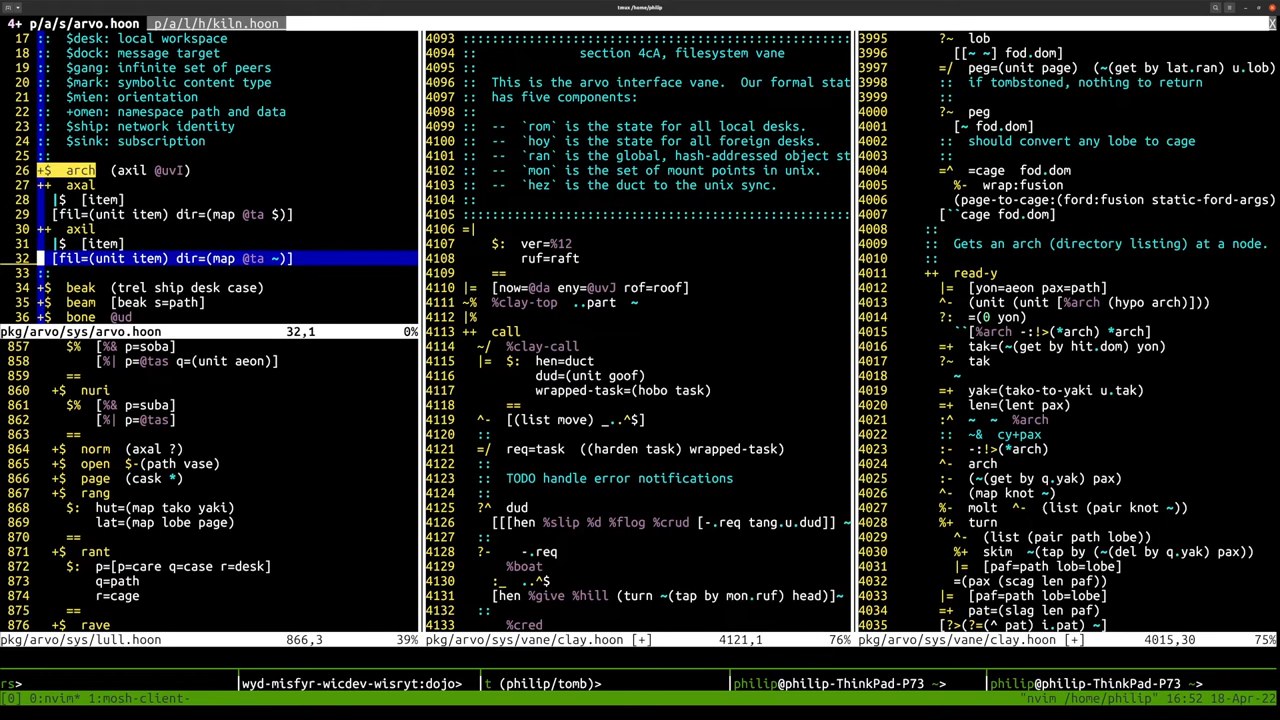 tmux /home/philip
4+ p/a/s/arvo.hoon  p/a/l/h/kiln.hoon  X
17 ::  $desk: local workspace
18 ::  $dock: message target
19 ::  $gang: infinite set of peers
20 ::  $mark: symbolic content type
21 ::  $mien: orientation
22 ::  +omen: namespace path and data
23 ::  $ship: network identity
24 ::  $sink: subscription
25 ::
26 +$  arch  (axil @uvI)
27 ++  axal
28   |$  [item]
29   [fil=(unit item) dir=(map @ta $)]
30 ++  axil
31   |$  [item]
32   [fil=(unit item) dir=(map @ta ~)]
33 ::
34 +$  beak  (trel ship desk case)
35 +$  beam  [beak s=path]
36 +$  bone  @ud
pkg/arvo/sys/arvo.hoon  32,1  0%
857     $%  [%& p=soba]
858         [%| p=@tas q=(unit aeon)]
859     ==
860   +$  nuri
861     $%  [%& p=suba]
862         [%| p=@tas]
863     ==
864   +$  norm  (axal ?)
865   +$  open  $-(path vase)
866   +$  page  (cask *)
867   +$  rang
868     $:  hut=(map tako yaki)
869         lat=(map lobe page)
870     ==
871   +$  rant
872     $:  p=[p=care q=case r=desk]
873         q=path
874         r=cage
875     ==
876   +$  rave
pkg/arvo/sys/lull.hoon  866,3  39%
4093 ::::::::::::::::::::::::::::::::::::::::::::::::::::
4094 ::              section 4cA, filesystem vane
4095 ::
4096 ::  This is the arvo interface vane.  Our formal stat
4097 ::  has five components:
4098 ::
4099 ::  -- `rom` is the state for all local desks.
4100 ::  -- `hoy` is the state for all foreign desks.
4101 ::  -- `ran` is the global, hash-addressed object st
4102 ::  -- `mon` is the set of mount points in unix.
4103 ::  -- `hez` is the duct to the unix sync.
4104 ::
4105 ::::::::::::::::::::::::::::::::::::::::::::::::::::
4106 =|
4107     $:  ver=%12
4108         ruf=raft
4109     ==
4110 |=  [now=@da eny=@uvJ rof=roof]
4111 ~%  %clay-top  ..part  ~
4112 |%
4113 ++  call
4114   ~/  %clay-call
4115   |=  $:  hen=duct
4116           dud=(unit goof)
4117           wrapped-task=(hobo task)
4118       ==
4119   ^-  [(list move) _..^$]
4120   ::
4121   =/  req=task  ((harden task) wrapped-task)
4122   ::
4123   ::  TODO handle error notifications
4124   ::
4125   ?^  dud
4126     [[[hen %slip %d %flog %crud [-.req tang.u.dud]] ~
4127   ::
4128   ?-    -.req
4129       %boat
4130     :_  ..^$
4131     [hen %give %hill (turn ~(tap by mon.ruf) head)]~
4132   ::
4133       %cred
pkg/arvo/sys/vane/clay.hoon [+]  4121,1  76%
3995       ?~  lob
3996         [[~ ~] fod.dom]
3997       =/  peg=(unit page)  (~(get by lat.ran) u.lob)
3998       ::  if tombstoned, nothing to return
3999       ::
4000       ?~  peg
4001         [~ fod.dom]
4002       ::  should convert any lobe to cage
4003       ::
4004       =^  =cage  fod.dom
4005         %-  wrap:fusion
4006         (page-to-cage:(ford:fusion static-ford-args)
4007       [``cage fod.dom]
4008     ::
4009     ::  Gets an arch (directory listing) at a node.
4010     ::
4011     ++  read-y
4012       |=  [yon=aeon pax=path]
4013       ^-  (unit (unit [%arch (hypo arch)]))
4014       ?:  =(0 yon)
4015         ``[%arch -:!>(*arch) *arch]
4016       =+  tak=(~(get by hit.dom) yon)
4017       ?~  tak
4018         ~
4019       =+  yak=(tako-to-yaki u.tak)
4020       =+  len=(lent pax)
4021       :^  ~  ~  %arch
4022       ::  ~&  cy+pax
4023       :-  -:!>(*arch)
4024       ^-  arch
4025       :-  (~(get by q.yak) pax)
4026       ^-  (map knot ~)
4027       %-  molt  ^-  (list (pair knot ~))
4028       %+  turn
4029         ^-  (list (pair path lobe))
4030         %+  skim  ~(tap by (~(del by q.yak) pax))
4031         |=  [paf=path lob=lobe]
4032         =(pax (scag len paf))
4033       |=  [paf=path lob=lobe]
4034       =+  pat=(slag len paf)
4035       [?>(?=(^ pat) i.pat) ~]
pkg/arvo/sys/vane/clay.hoon [+]  4015,30  75%
rs>  |wyd-misfyr-wicdev-wisryt:dojo>  |t (philip/tomb)>  |philip@philip-ThinkPad-P73 ~>  |philip@philip-ThinkPad-P73 ~>
[0] 0:nvim* 1:mosh-client-  "nvim /home/philip" 16:52 18-Apr-22